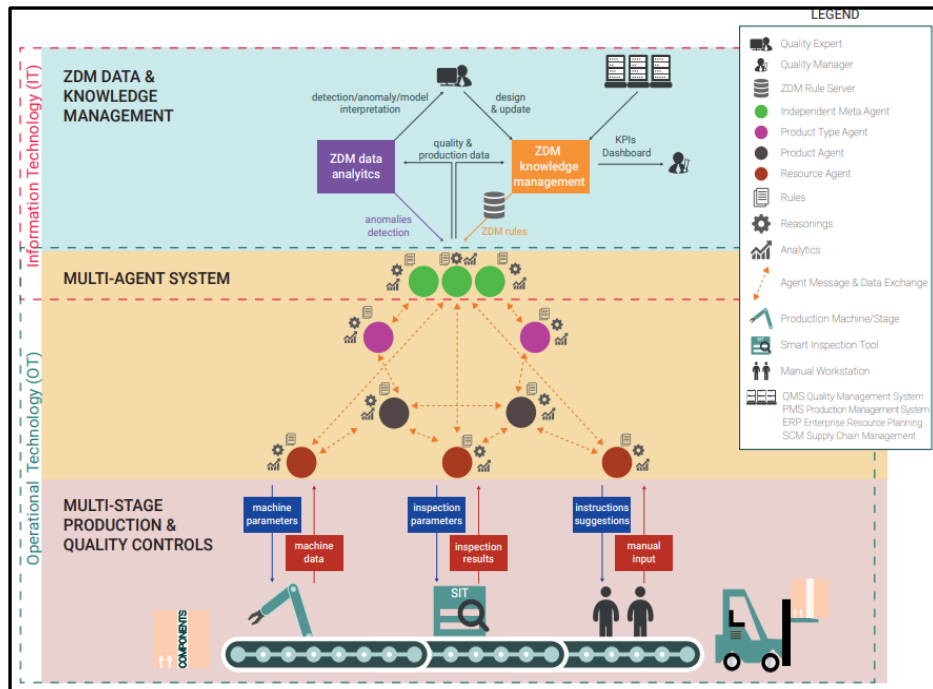 LEGEND
Quality Expert
Quality Manager
ZDM Rule Server
Independent Meta Agent
Product Type Agent
Product Agent
Resource Agent
Rules
Reasonings
Analytics
Agent Message & Data Exchange
Production Machine/Stage
Smart Inspection Tool
Manual Workstation
QMS Quality Management System
PMS Production Management System
ERP Enterprise Resource Planning
SCM Supply Chain Management
Information Technology (IT)
ZDM DATA &
KNOWLEDGE
MANAGEMENT
detection/anomaly/model
interpretation
design
& update
quality &
production data
KPIs
Dashboard
ZDM data
analyitcs
ZDM
knowledge
management
anomalies
detection
ZDM rules
Operational Technology (OT)
MULTI-AGENT SYSTEM
MULTI-STAGE
PRODUCTION &
QUALITY CONTROLS
machine
parameters
machine
data
inspection
parameters
inspection
results
instructions
suggestions
manual
input
COMPONENTS
SIT